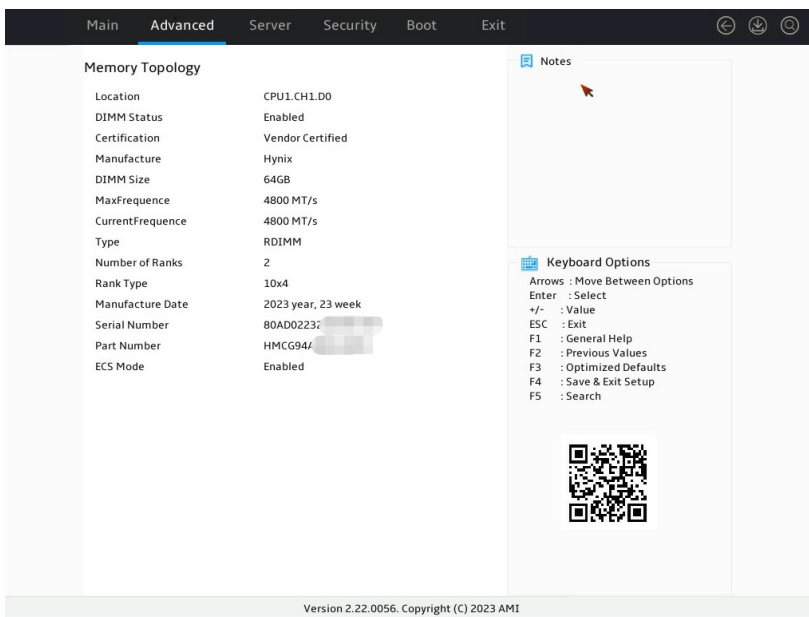 Main Advanced Server Security Boot Exit
Memory Topology
Location CPU1.CH1.D0
DIMM Status Enabled
Certification Vendor Certified
Manufacture Hynix
DIMM Size 64GB
MaxFrequence 4800 MT/s
CurrentFrequence 4800 MT/s
Type RDIMM
Number of Ranks 2
Rank Type 10x4
Manufacture Date 2023 year, 23 week
Serial Number 80AD02232
Part Number HMCG94A
ECS Mode Enabled
Notes
Keyboard Options
Arrows : Move Between Options
Enter : Select
+/- : Value
ESC : Exit
F1 : General Help
F2 : Previous Values
F3 : Optimized Defaults
F4 : Save & Exit Setup
F5 : Search
Version 2.22.0056. Copyright (C) 2023 AMI